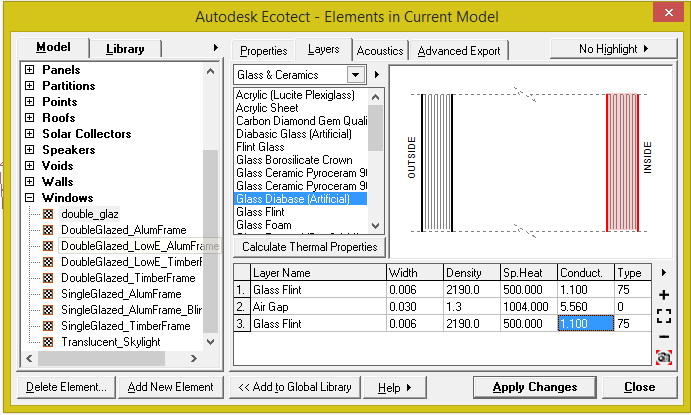 Autodesk Ecotect - Elements in Current Model
Model
Library
Panels
Partitions
Points
Roofs
Solar Collectors
Speakers
Voids
Walls
Windows
double_glaz
DoubleGlazed_AlumFrame
DoubleGlazed_LowE_AlumFrame
DoubleGlazed_LowE_TimberF
DoubleGlazed_TimberFrame
SingleGlazed_AlumFrame
SingleGlazed_AlumFrame_Blin
SingleGlazed_TimberFrame
Translucent_Skylight
Properties
Layers
Acoustics
Advanced Export
No Highlight
Glass & Ceramics
Acrylic (Lucite Plexiglass)
Acrylic Sheet
Carbon Diamond Gem Quali
Diabasic Glass (Artificial)
Flint Glass
Glass Borosilicate Crown
Glass Ceramic Pyroceram 96
Glass Ceramic Pyroceram 96
Glass Diabase (Artificial)
Glass Flint
Glass Foam
Calculate Thermal Properties
OUTSIDE
INSIDE
Layer Name Width Density Sp.Heat Conduct. Type
1. Glass Flint 0.006 2190.0 500.000 1.100 75
2. Air Gap 0.030 1.3 1004.000 5.560 0
3. Glass Flint 0.006 2190.0 500.000 1.100 75
Delete Element...
Add New Element
<< Add to Global Library
Help
Apply Changes
Close